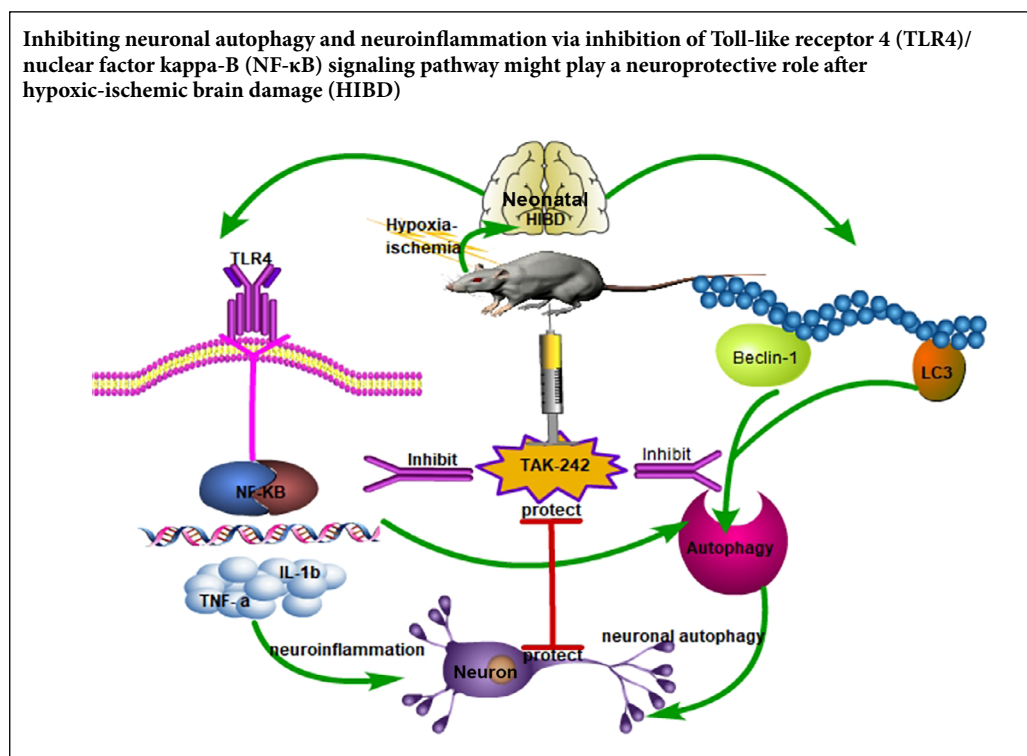 Inhibiting neuronal autophagy and neuroinflammation via inhibition of Toll-like receptor 4 (TLR4)/
nuclear factor kappa-B (NF-κB) signaling pathway might play a neuroprotective role after
hypoxic-ischemic brain damage (HIBD)
Neonatal
HIBD
Hypoxia-
ischemia
TLR4
Beclin-1
LC3
Inhibit
TAK-242
Inhibit
NF-KB
protect
Autophagy
IL-1b
TNF- a
neuroinflammation
neuronal autophagy
protect
Neuron